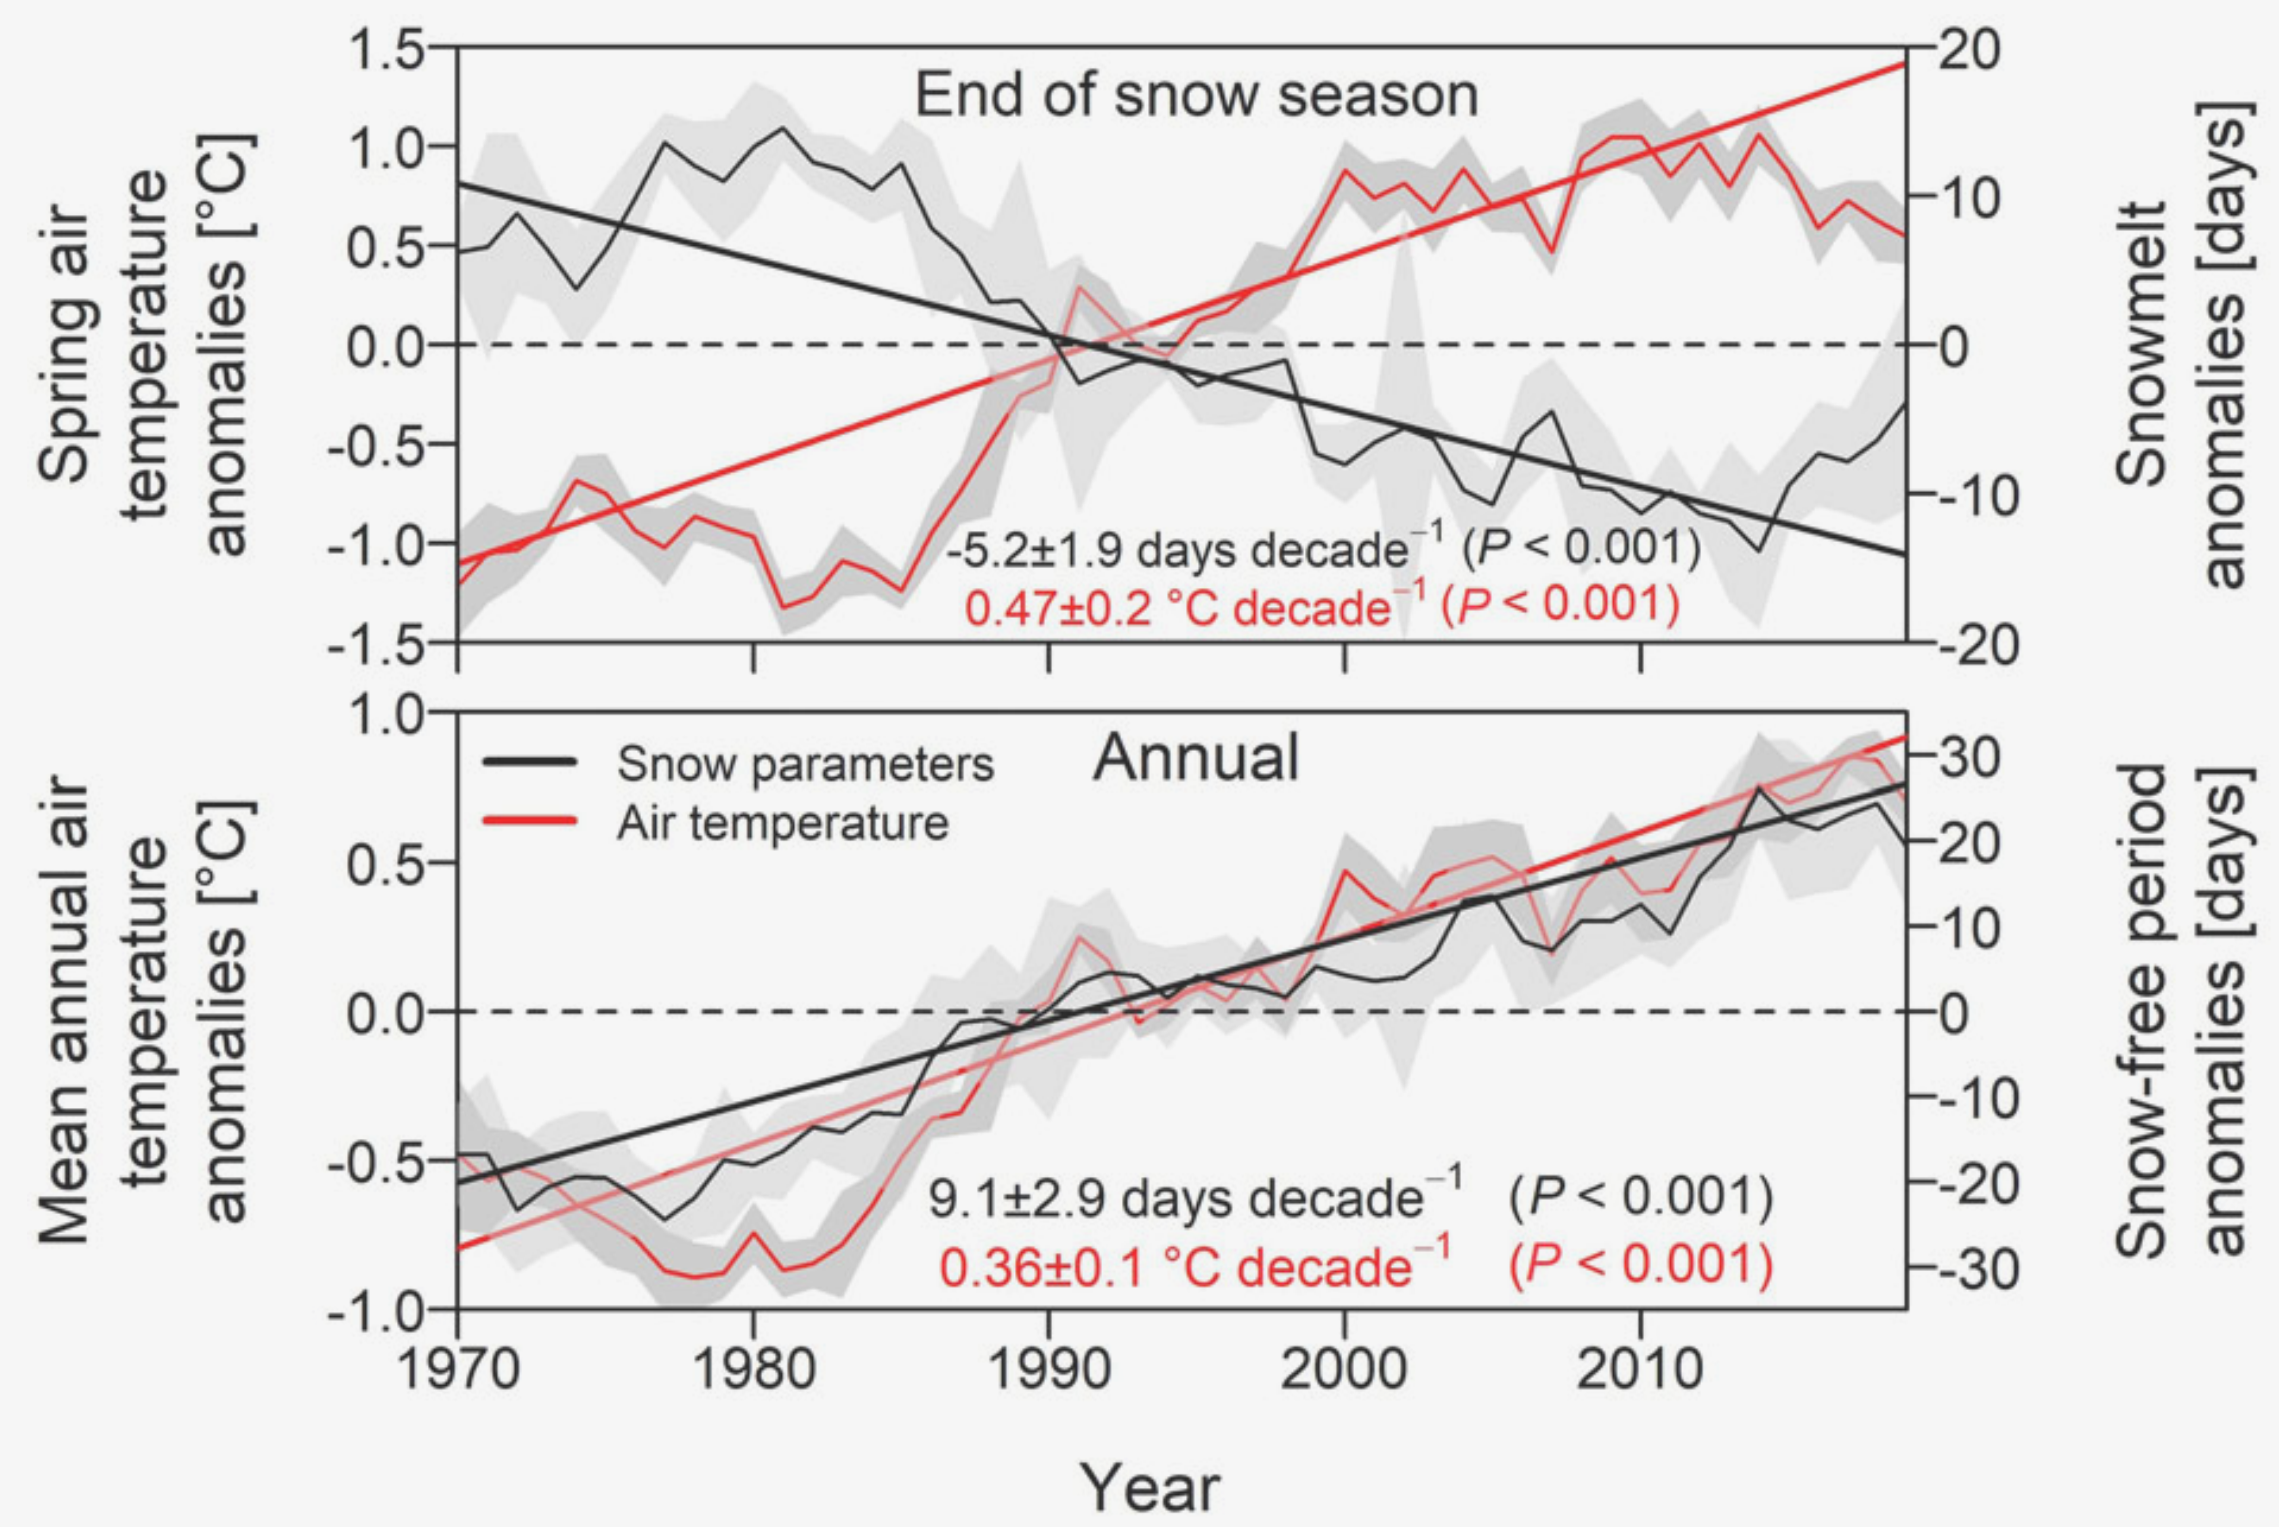 End of snow season
1.5
1.0
0.5
0.0
-0.5
-1.0
-1.5
Spring air
temperature
anomalies [°C]
20
10
0
-10
-20
Snowmelt
anomalies [days]
-5.2±1.9 days decade⁻¹ (P < 0.001)
0.47±0.2 °C decade⁻¹ (P < 0.001)
Annual
Snow parameters
Air temperature
1.0
0.5
0.0
-0.5
-1.0
Mean annual air
temperature
anomalies [°C]
30
20
10
0
-10
-20
-30
Snow-free period
anomalies [days]
9.1±2.9 days decade⁻¹ (P < 0.001)
0.36±0.1 °C decade⁻¹ (P < 0.001)
1970 1980 1990 2000 2010
Year